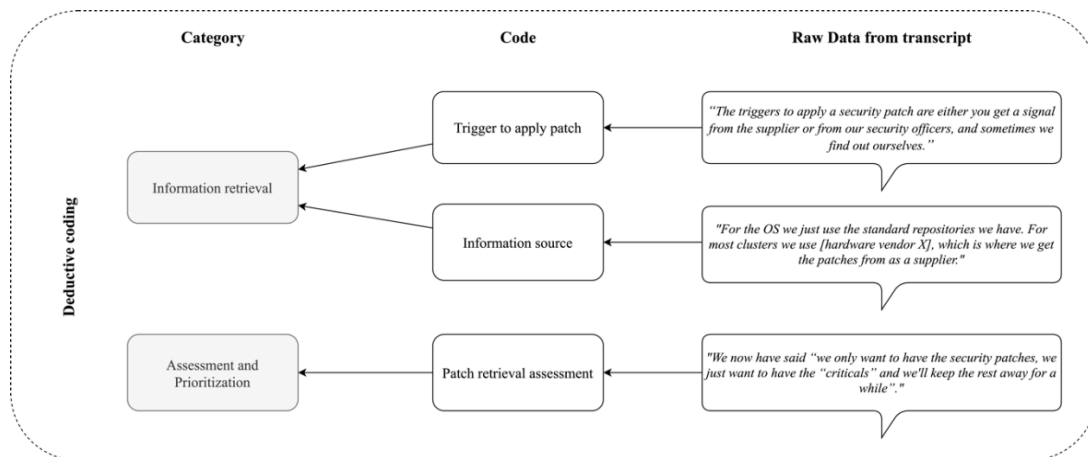 Category
Code
Raw Data from transcript
Deductive coding
Information retrieval
Trigger to apply patch
“The triggers to apply a security patch are either you get a signal
from the supplier or from our security officers, and sometimes we
find out ourselves.”
Information source
"For the OS we just use the standard repositories we have. For
most clusters we use [hardware vendor X], which is where we get
the patches from as a supplier."
Assessment and
Prioritization
Patch retrieval assessment
"We now have said “we only want to have the security patches, we
just want to have the “criticals” and we'll keep the rest away for a
while”."